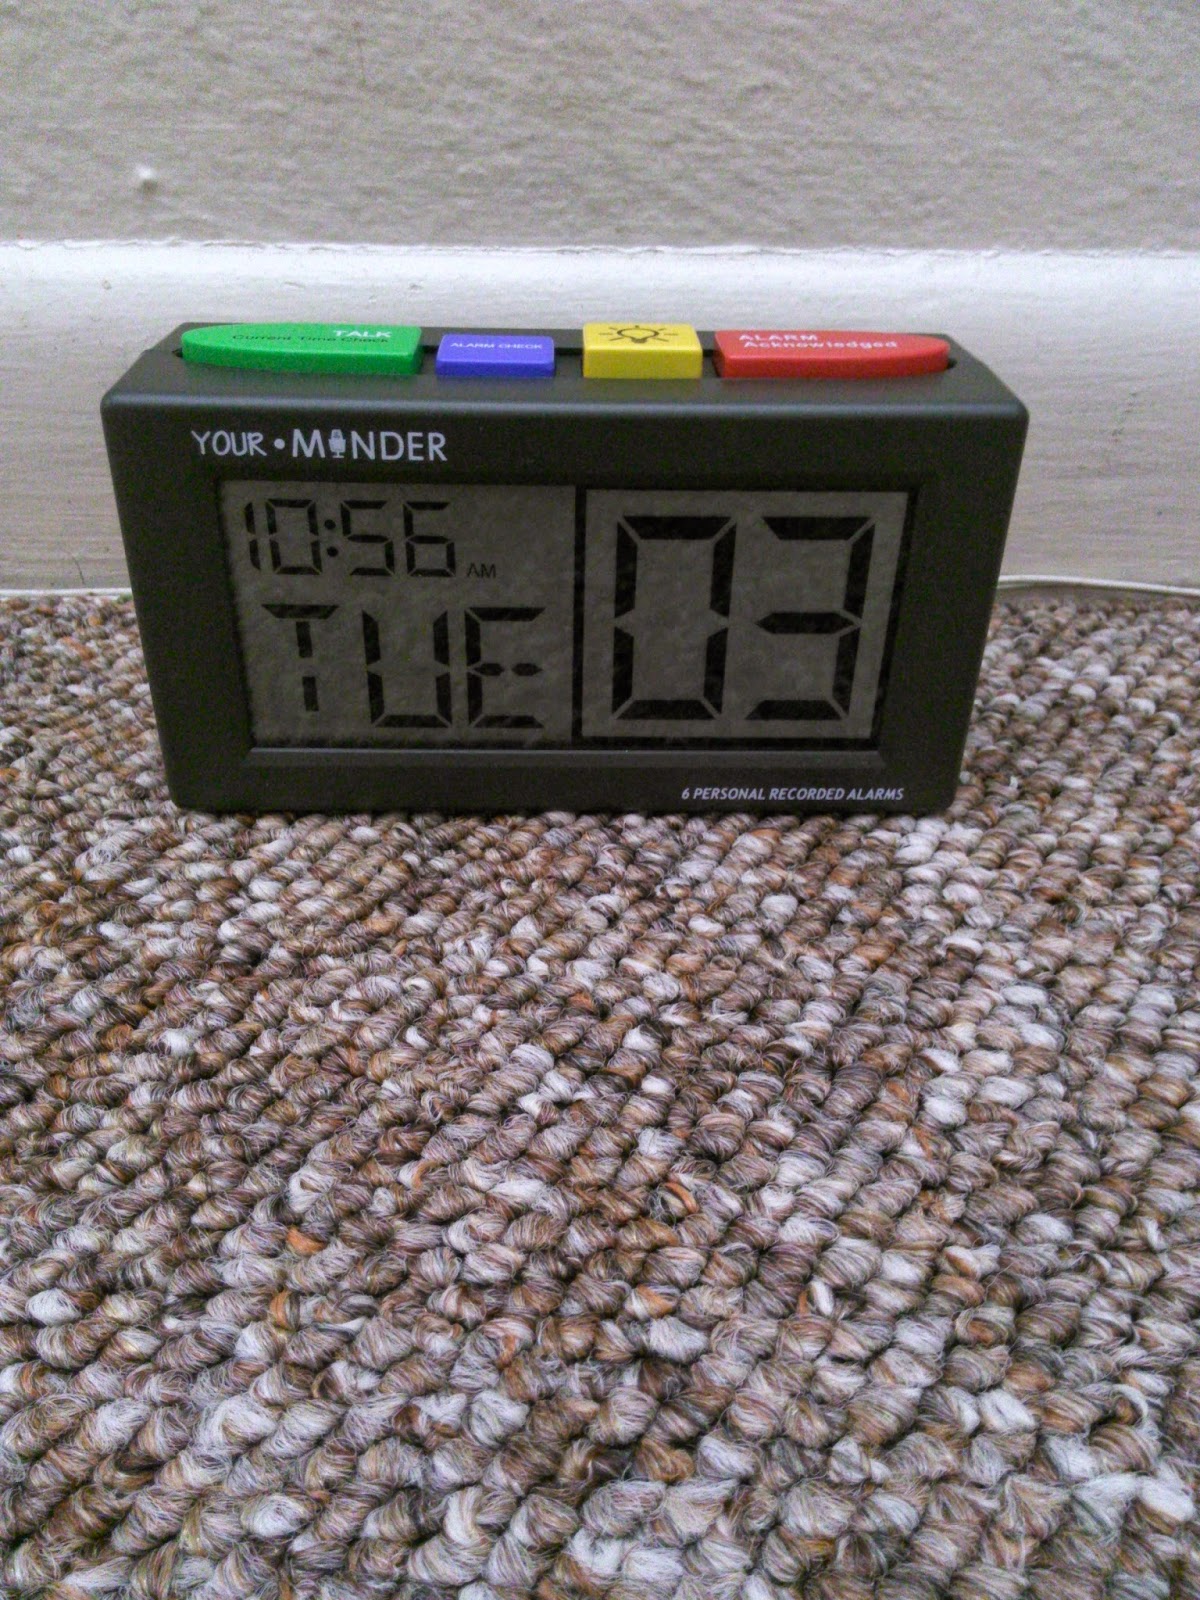 TALK
Current Time Check
ALARM CHECK
ALARM
Acknowledged
YOUR•MINDER
10:56 AM
TUE
03
6 PERSONAL RECORDED ALARMS